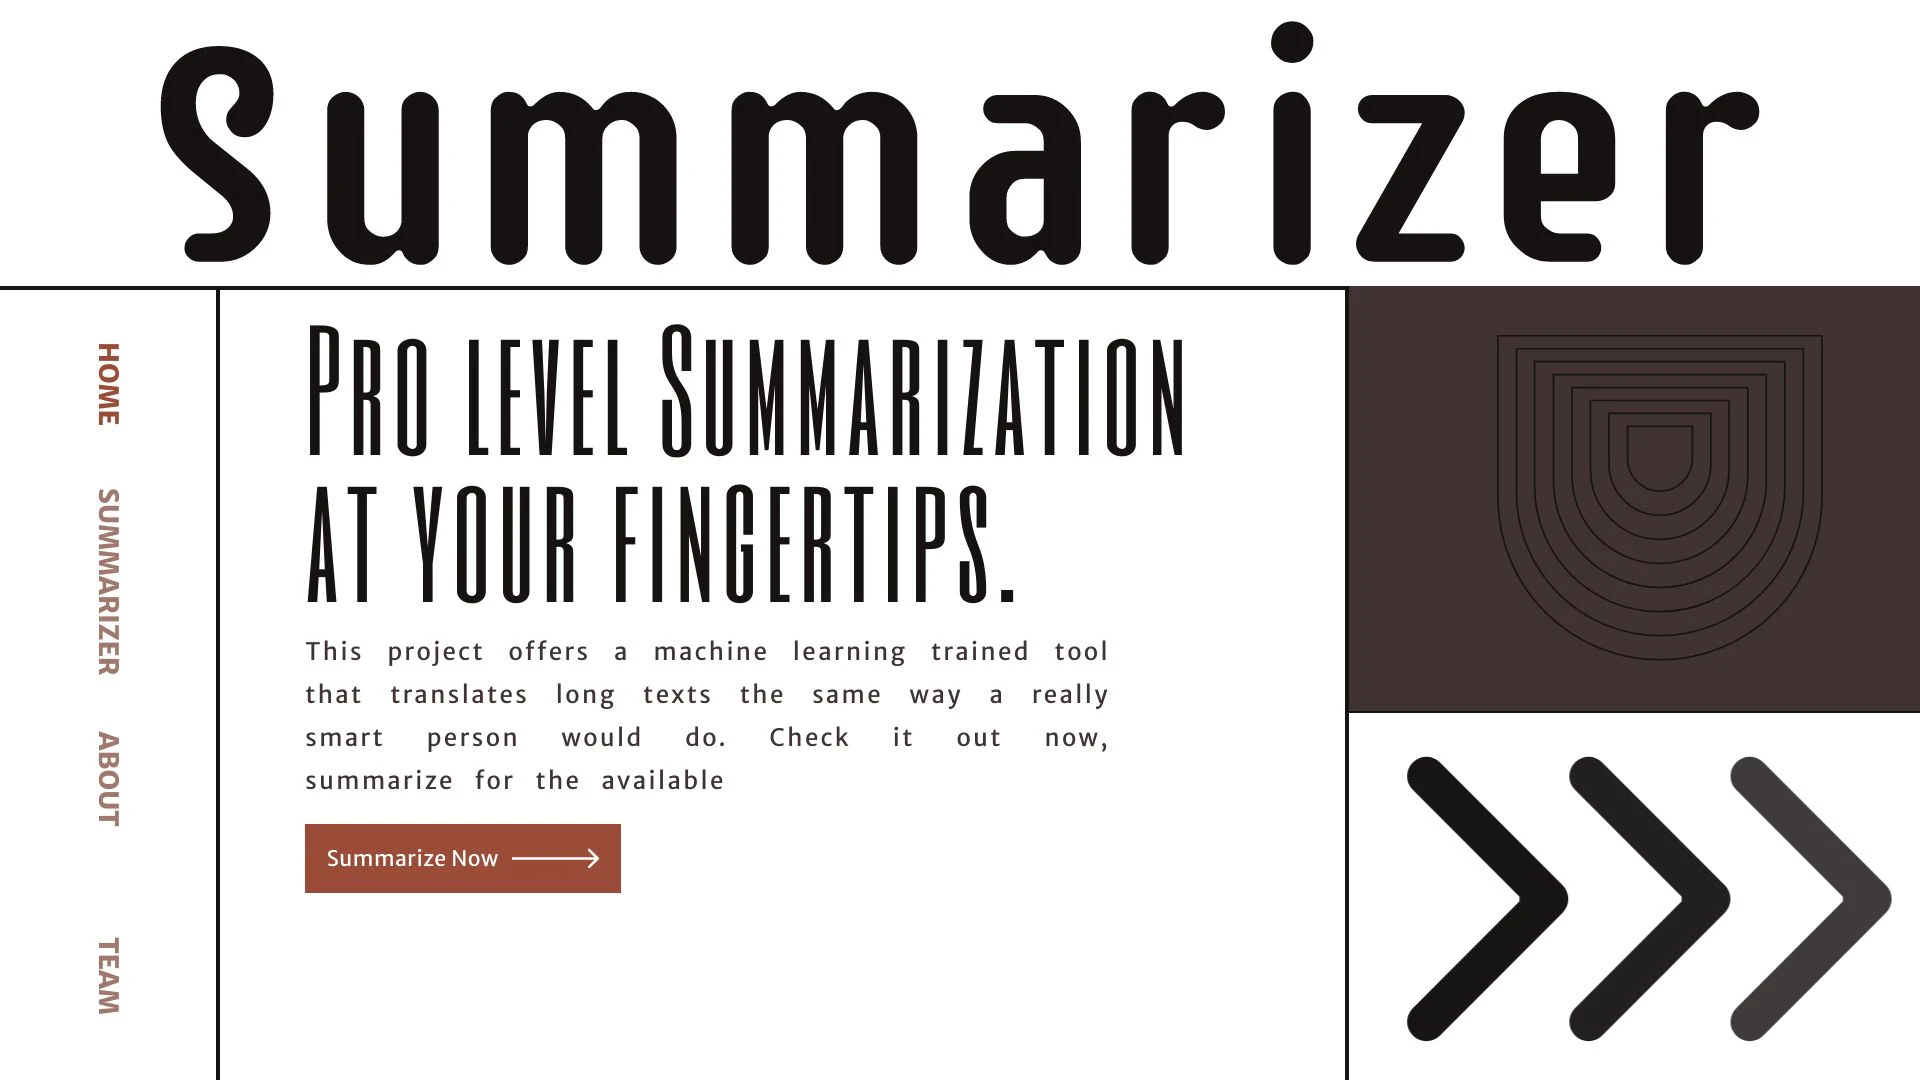 Summarizer
HOME
SUMMARIZER
ABOUT
TEAM
Pro level Summarization
at your fingertips.
This project offers a machine learning trained tool
that translates long texts the same way a really
smart person would do. Check it out now,
summarize for the available
Summarize Now